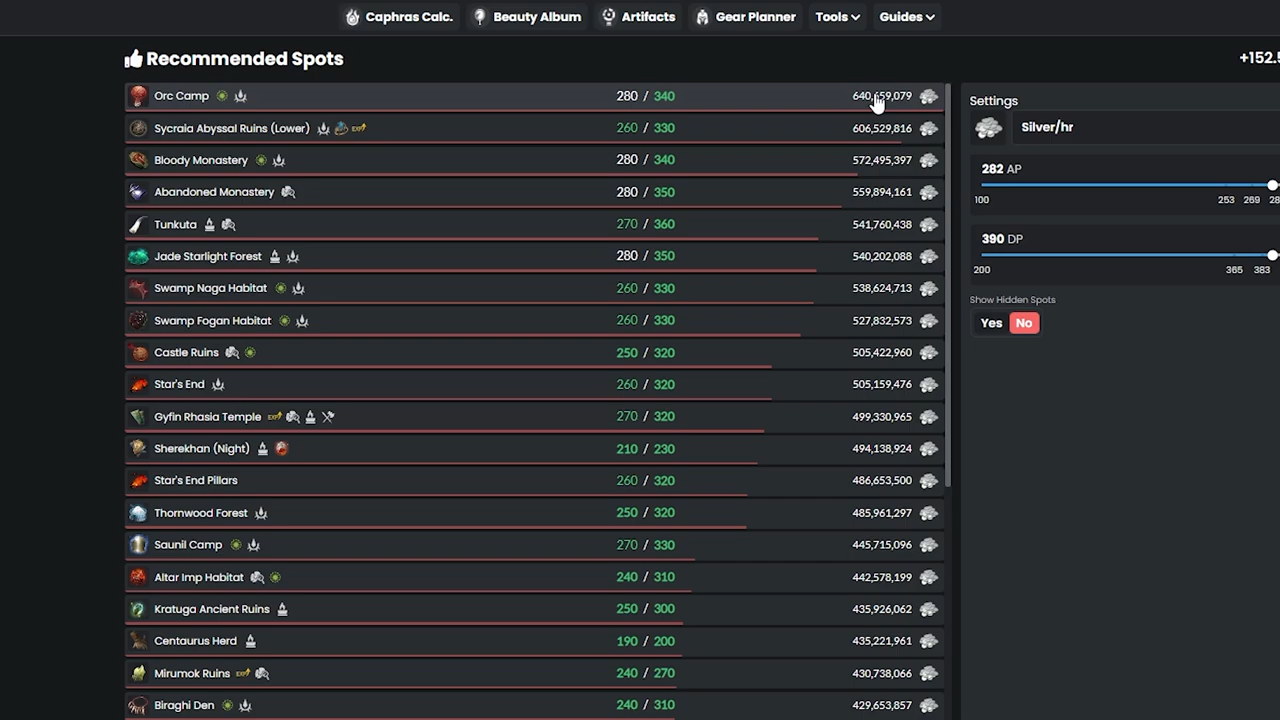 Caphras Calc. Beauty Album Artifacts Gear Planner Tools Guides
Recommended Spots
Orc Camp 280 / 340 640,659,079
Sycraia Abyssal Ruins (Lower) EXP 260 / 330 606,529,816
Bloody Monastery 280 / 340 572,495,397
Abandoned Monastery 280 / 350 559,894,161
Tunkuta 270 / 360 541,760,438
Jade Starlight Forest 280 / 350 540,202,088
Swamp Naga Habitat 260 / 330 538,624,713
Swamp Fogan Habitat 260 / 330 527,832,573
Castle Ruins 250 / 320 505,422,960
Star's End 260 / 320 505,159,476
Gyfin Rhasia Temple EXP 270 / 320 499,330,965
Sherekhan (Night) 210 / 230 494,138,924
Star's End Pillars 260 / 320 486,653,500
Thornwood Forest 250 / 320 485,961,297
Saunil Camp 270 / 330 445,715,096
Altar Imp Habitat 240 / 310 442,578,199
Kratuga Ancient Ruins 250 / 300 435,926,062
Centaurus Herd 190 / 200 435,221,961
Mirumok Ruins EXP 240 / 270 430,738,066
Biraghi Den 240 / 310 429,653,857
+152.5
Settings
Silver/hr
282 AP
100 253 269 28
390 DP
200 365 383
Show Hidden Spots
Yes No